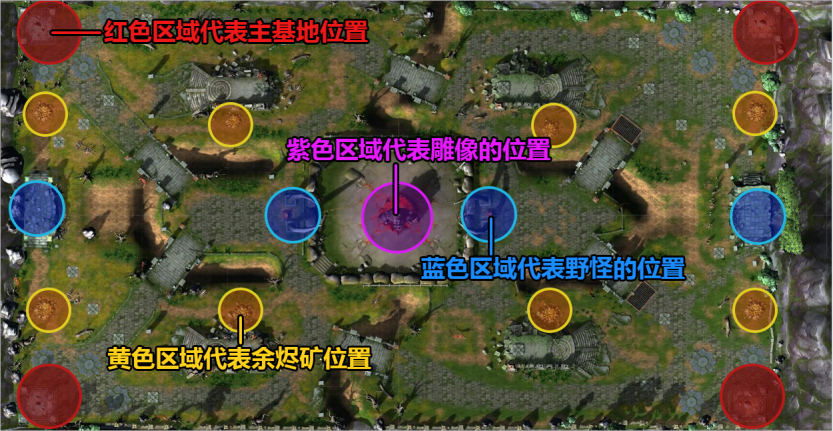 红色区域代表主基地位置
紫色区域代表雕像的位置
蓝色区域代表野怪的位置
黄色区域代表余烬矿位置